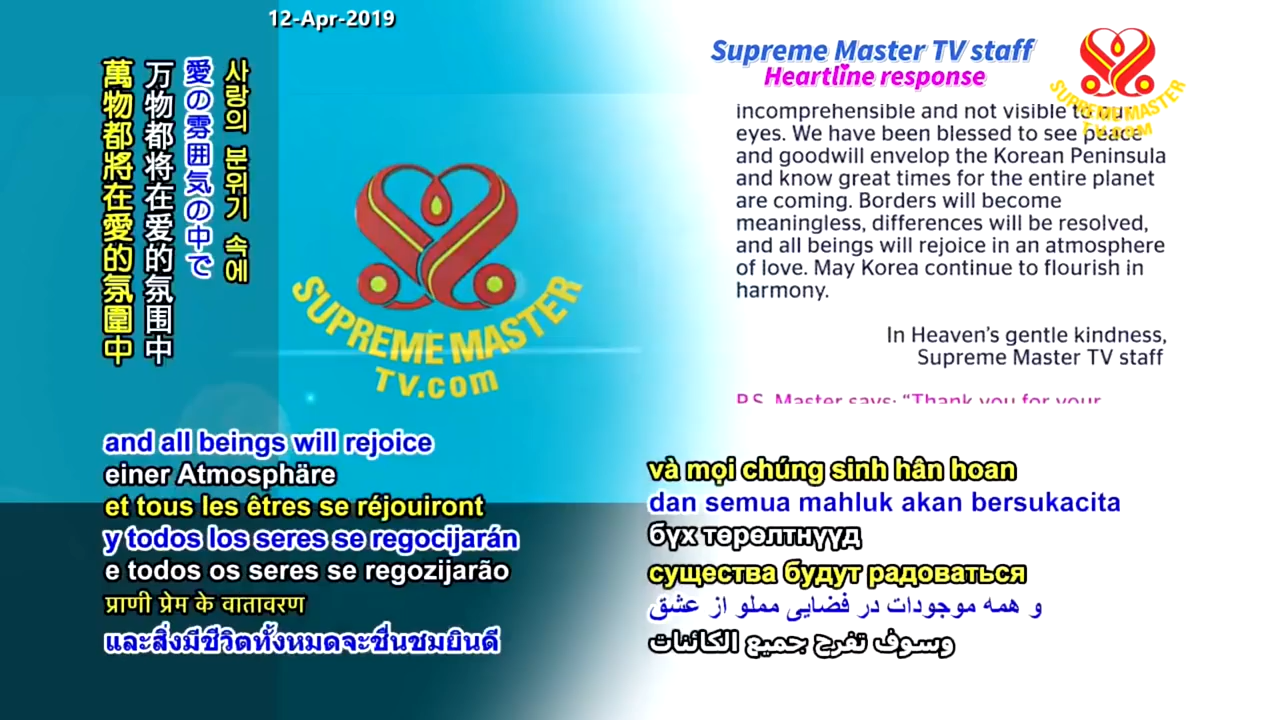 12-Apr-2019
Supreme Master TV staff
Heartline response
SUPREME MASTER
TV.COM
incomprehensible and not visible to our
eyes. We have been blessed to see peace
and goodwill envelop the Korean Peninsula
and know great times for the entire planet
are coming. Borders will become
meaningless, differences will be resolved,
and all beings will rejoice in an atmosphere
of love. May Korea continue to flourish in
harmony.
In Heaven's gentle kindness,
Supreme Master TV staff
P.S. Master says: "Thank you for your
사랑의 분위기 속에
愛の雰囲気の中で
万物都将在爱的氛围中
萬物都將在愛的氛圍中
SUPREME MASTER
TV.com
and all beings will rejoice
einer Atmosphäre
et tous les êtres se réjouiront
y todos los seres se regocijarán
e todos os seres se regozijarão
प्राणी प्रेम के वातावरण
และสิ่งมีชีวิตทั้งหมดจะชื่นชมยินดี
và mọi chúng sinh hân hoan
dan semua mahluk akan bersukacita
бүх төрөлтнүүд
существа будут радоваться
و همه موجودات در فضایی مملو از عشق
وسوف تفرح جميع الكائنات